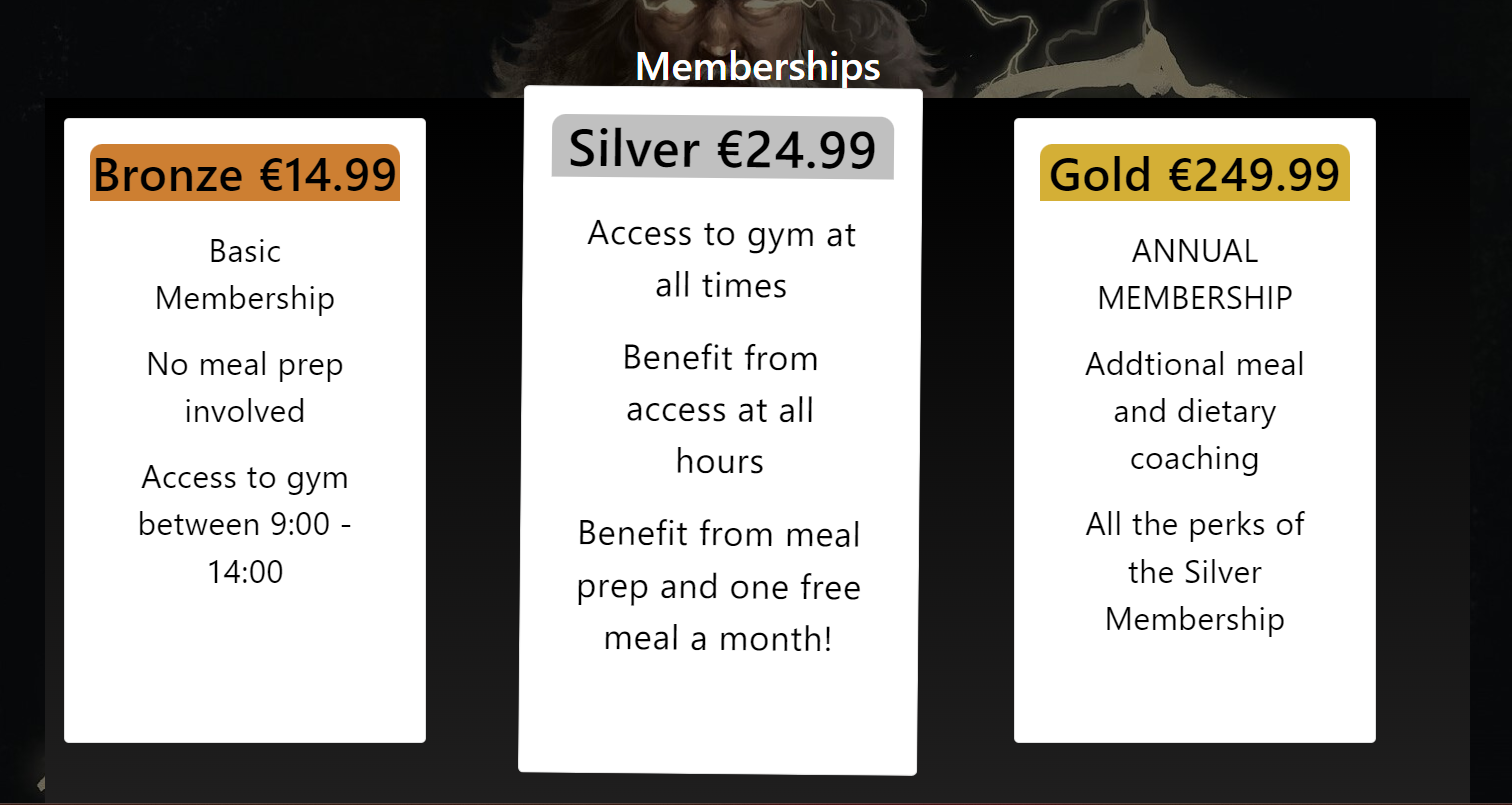 Memberships
Bronze €14.99
Basic
Membership
No meal prep
involved
Access to gym
between 9:00 -
14:00
Silver €24.99
Access to gym at
all times
Benefit from
access at all
hours
Benefit from meal
prep and one free
meal a month!
Gold €249.99
ANNUAL
MEMBERSHIP
Addtional meal
and dietary
coaching
All the perks of
the Silver
Membership